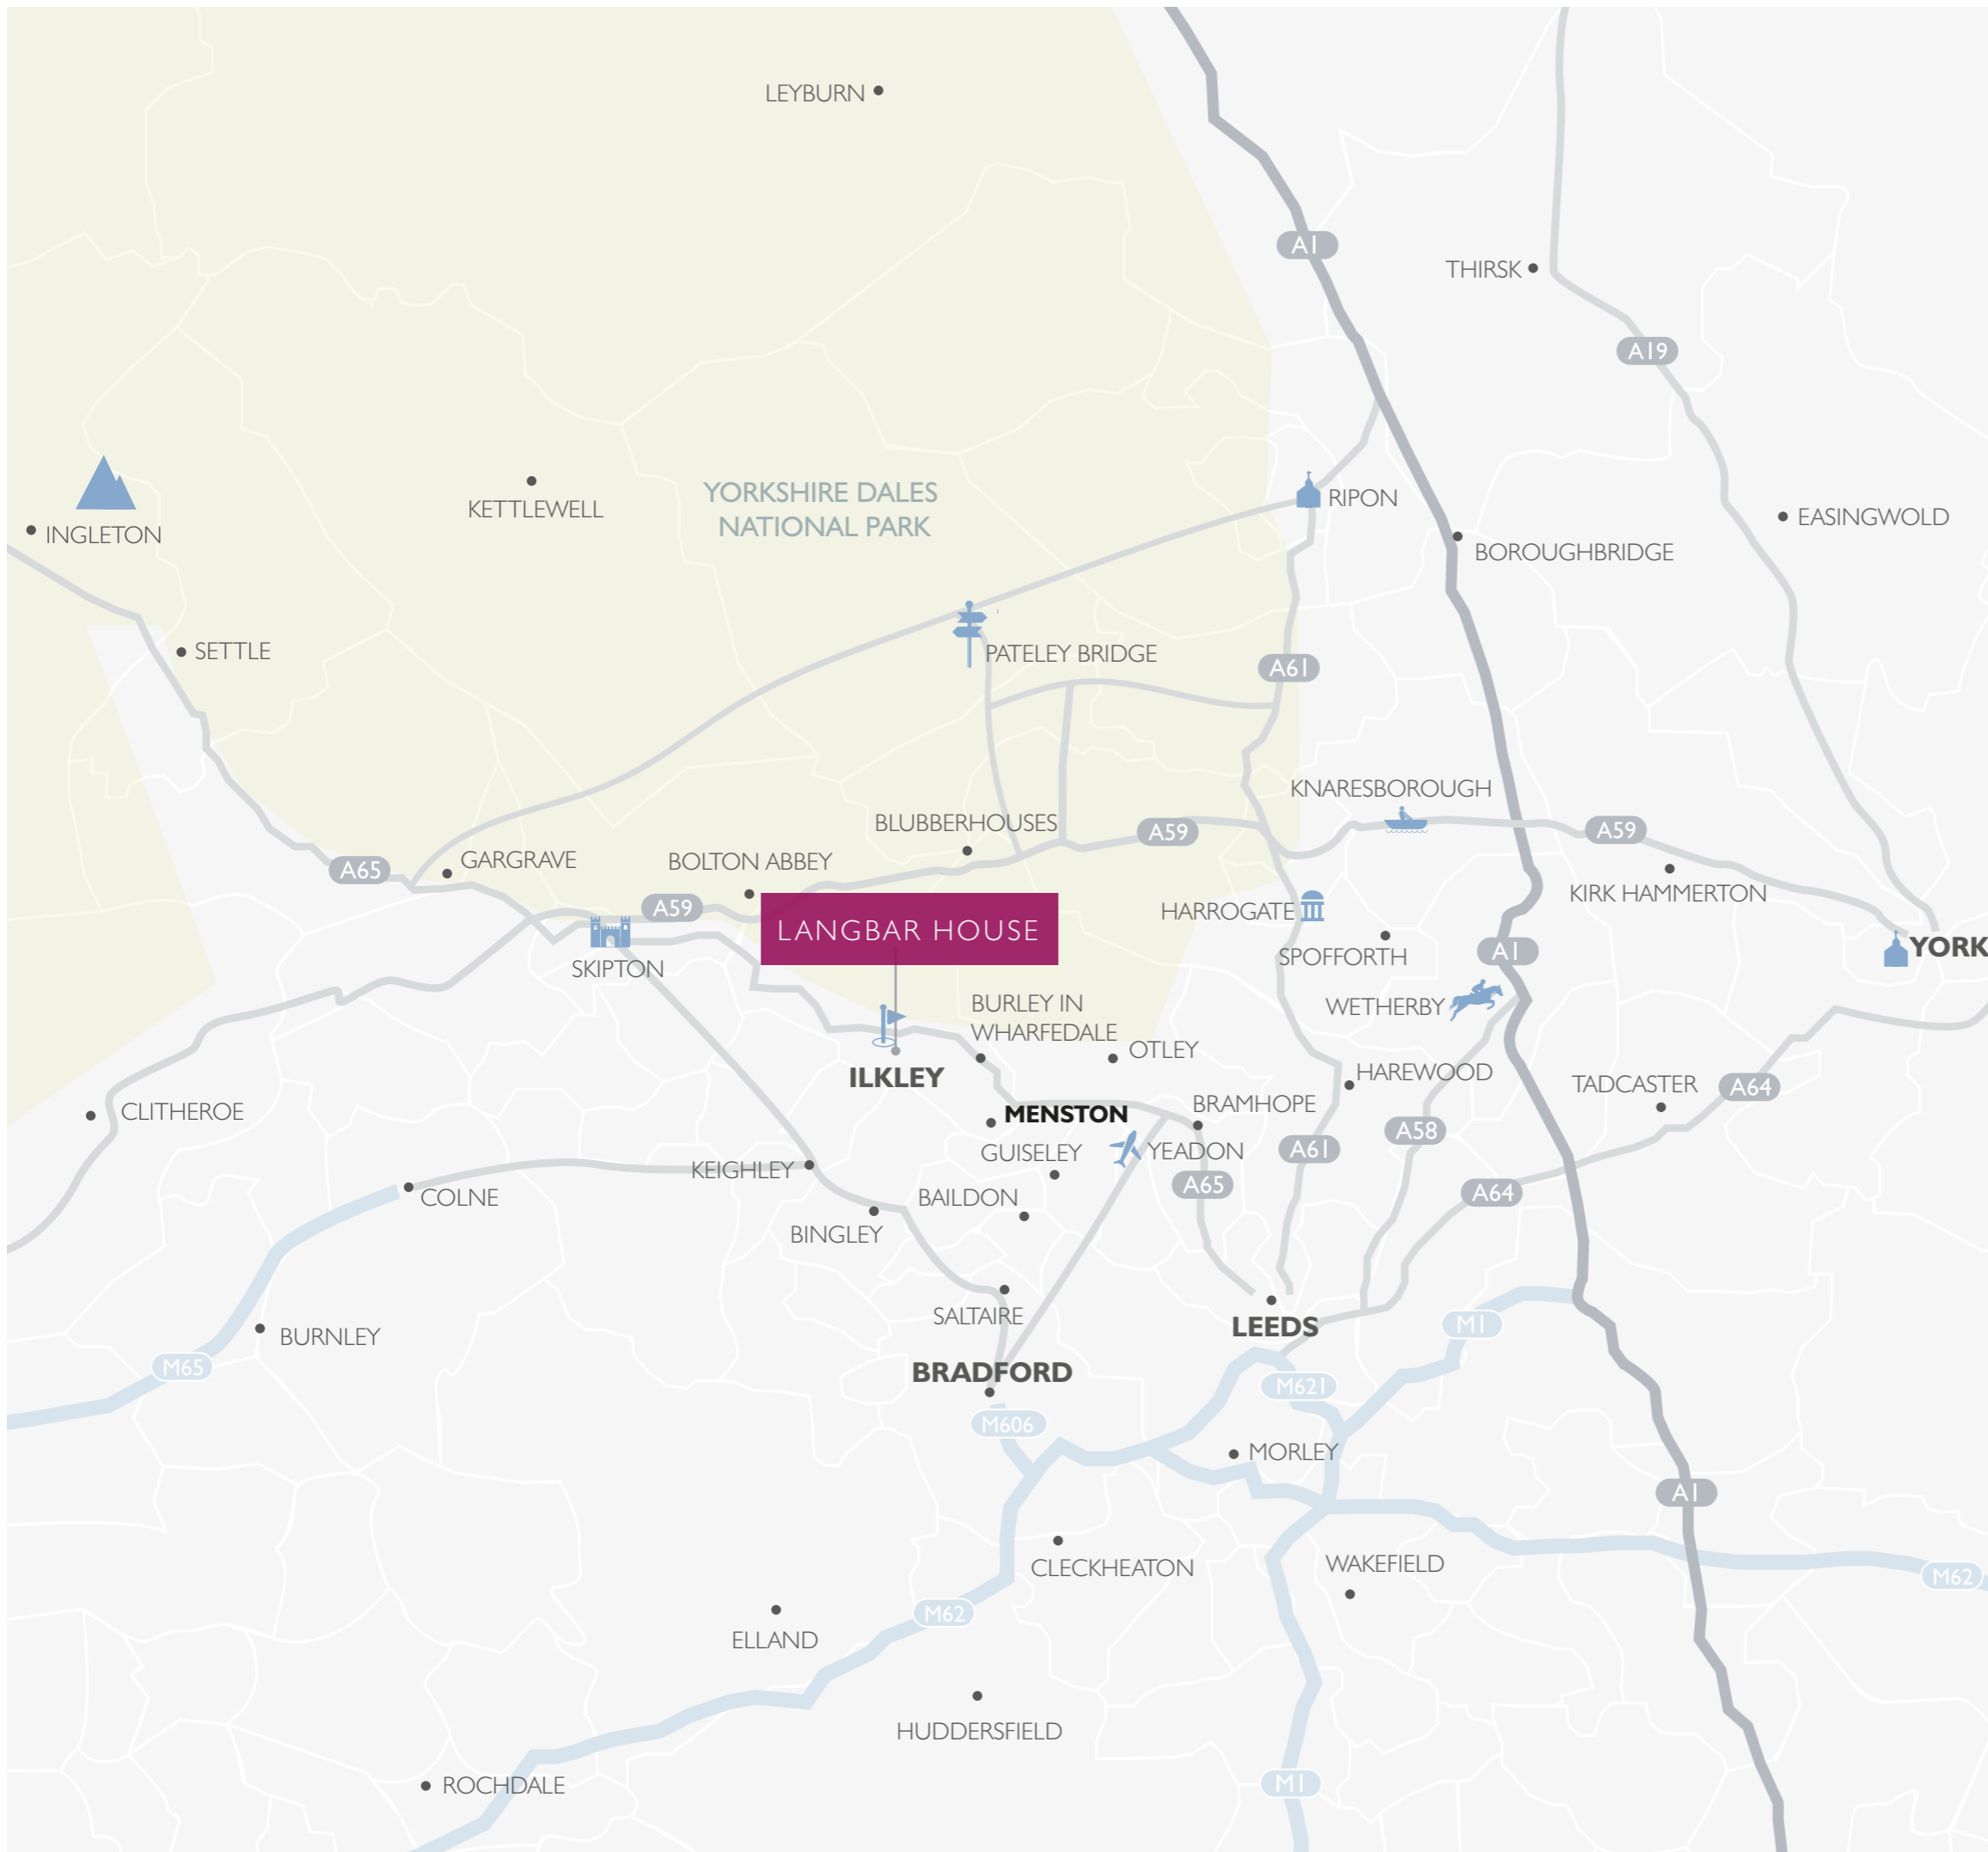 LEYBURN
A1
THIRSK
A19
YORKSHIRE DALES
NATIONAL PARK
KETTLEWELL
RIPON
INGLETON
EASINGWOLD
BOROUGHBRIDGE
SETTLE
PATELEY BRIDGE
A61
KNARESBOROUGH
BLUBBERHOUSES
A59
A59
GARGRAVE
A65
BOLTON ABBEY
KIRK HAMMERTON
A59
HARROGATE
LANGBAR HOUSE
YORK
A1
SPOFFORTH
SKIPTON
BURLEY IN
WHARFEDALE
WETHERBY
OTLEY
ILKLEY
HAREWOOD
TADCASTER
A64
CLITHEROE
MENSTON
BRAMHOPE
A58
GUISELEY
YEADON
A61
KEIGHLEY
A65
A64
COLNE
BAILDON
BINGLEY
SALTAIRE
LEEDS
M1
BURNLEY
M65
BRADFORD
M621
M606
MORLEY
A1
CLECKHEATON
WAKEFIELD
M62
M62
ELLAND
HUDDERSFIELD
M1
ROCHDALE